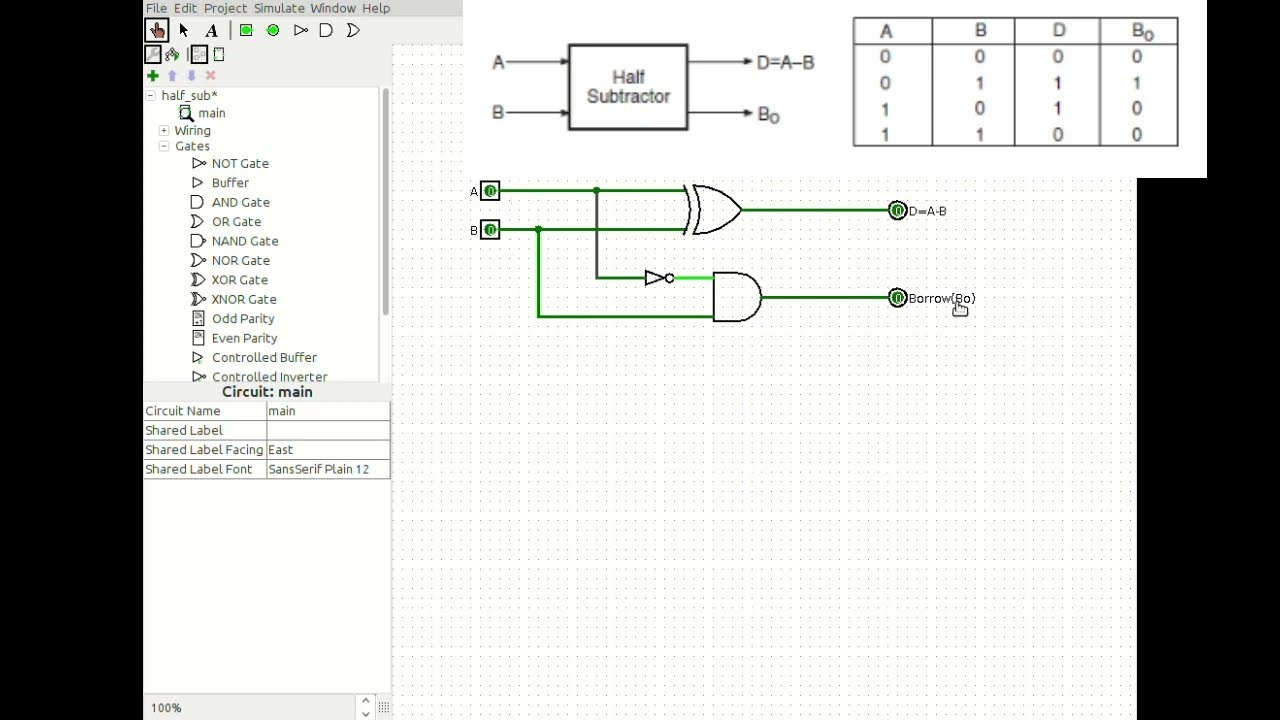 File Edit Project Simulate Window Help
half_sub*
main
Wiring
Gates
NOT Gate
Buffer
AND Gate
OR Gate
NAND Gate
NOR Gate
XOR Gate
XNOR Gate
Odd Parity
Even Parity
Controlled Buffer
Controlled Inverter
Circuit: main
Circuit Name main
Shared Label
Shared Label Facing East
Shared Label Font SansSerif Plain 12
100%
A
B
Half
Subtractor
D=A–B
Bo
A B D Bo
0 0 0 0
0 1 1 1
1 0 1 0
1 1 0 0
A 0
B 0
0 D=A-B
0 Borrow(Bo)